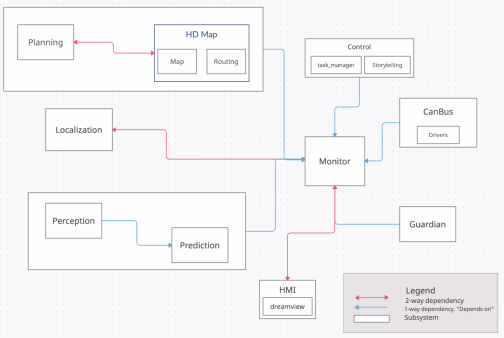 Planning
HD Map
Map
Routing
Control
task_manager
Storytelling
CanBus
Drivers
Localization
Monitor
Perception
Prediction
Guardian
HMI
dreamview
Legend
2-way dependency
1-way dependency. "Depends on"
Subsystem